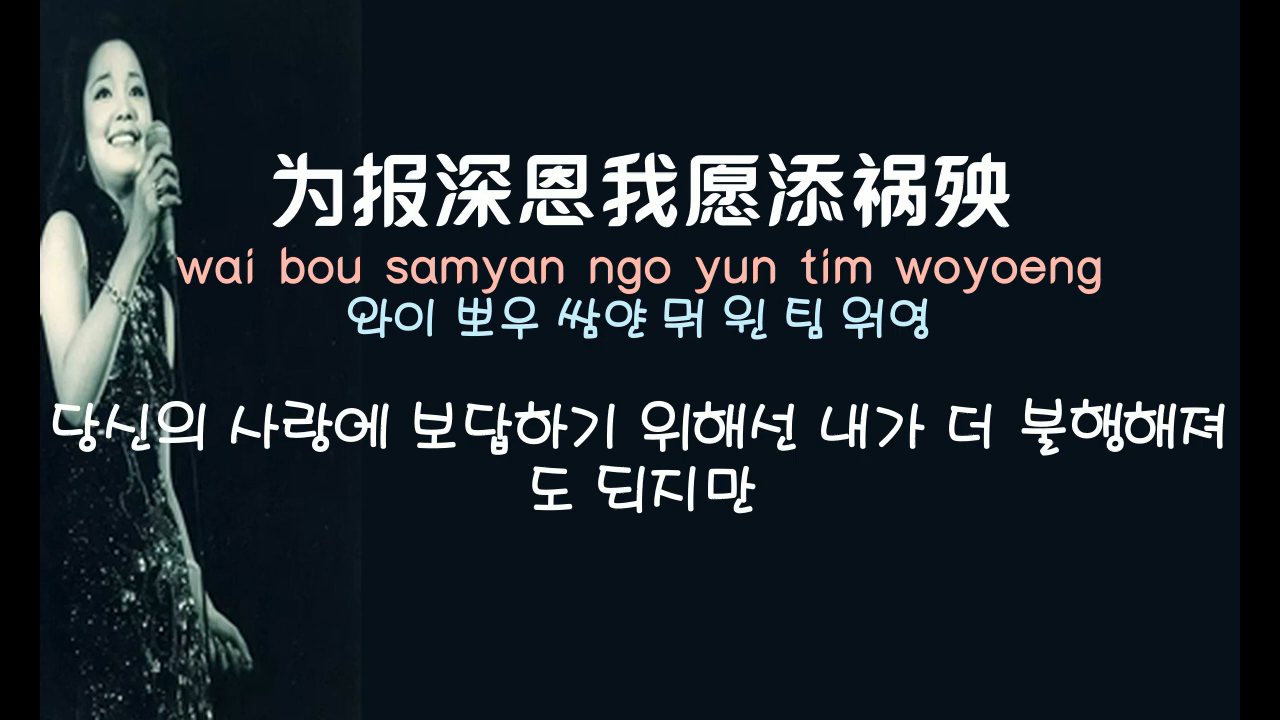 为报深恩我愿添祸殃
wai bou samyan ngo yun tim woyoeng
와이 뽀우 쌈얀 뭐 윈 팀 워영
당신의 사랑에 보답하기 위해선 내가 더 불행해져
도 되지만